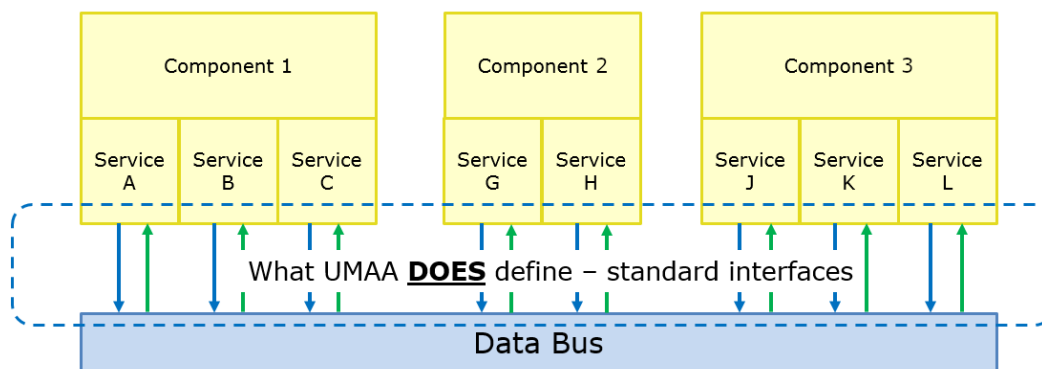 Component 1
Component 2
Component 3
Service
A
Service
B
Service
C
Service
G
Service
H
Service
J
Service
K
Service
L
What UMAA DOES define – standard interfaces
Data Bus